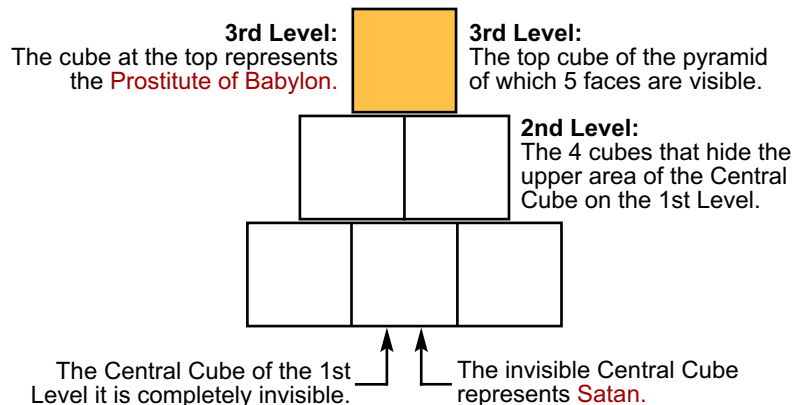 3rd Level:
The cube at the top represents
the Prostitute of Babylon.
3rd Level:
The top cube of the pyramid
of which 5 faces are visible.
2nd Level:
The 4 cubes that hide the
upper area of the Central
Cube on the 1st Level.
The Central Cube of the 1st
Level it is completely invisible.
The invisible Central Cube
represents Satan.